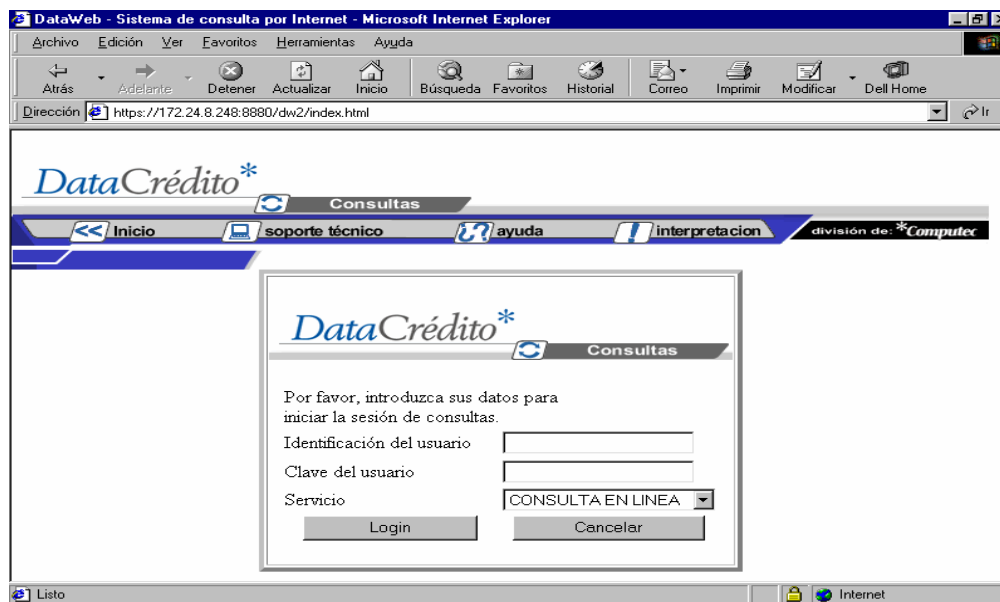 DataWeb - Sistema de consulta por Internet - Microsoft Internet Explorer
Archivo Edición Ver Favoritos Herramientas Ayuda
Atrás Adelante Detener Actualizar Inicio Búsqueda Favoritos Historial Correo Imprimir Modificar Dell Home
Dirección https://172.24.8.248:8880/dw2/index.html Ir
DataCrédito*
Consultas
<< Inicio soporte técnico ¿? ayuda ! interpretacion división de: *Computec
DataCrédito*
Consultas
Por favor, introduzca sus datos para
iniciar la sesión de consultas.
Identificación del usuario
Clave del usuario
Servicio CONSULTA EN LINEA
Login Cancelar
Listo Internet